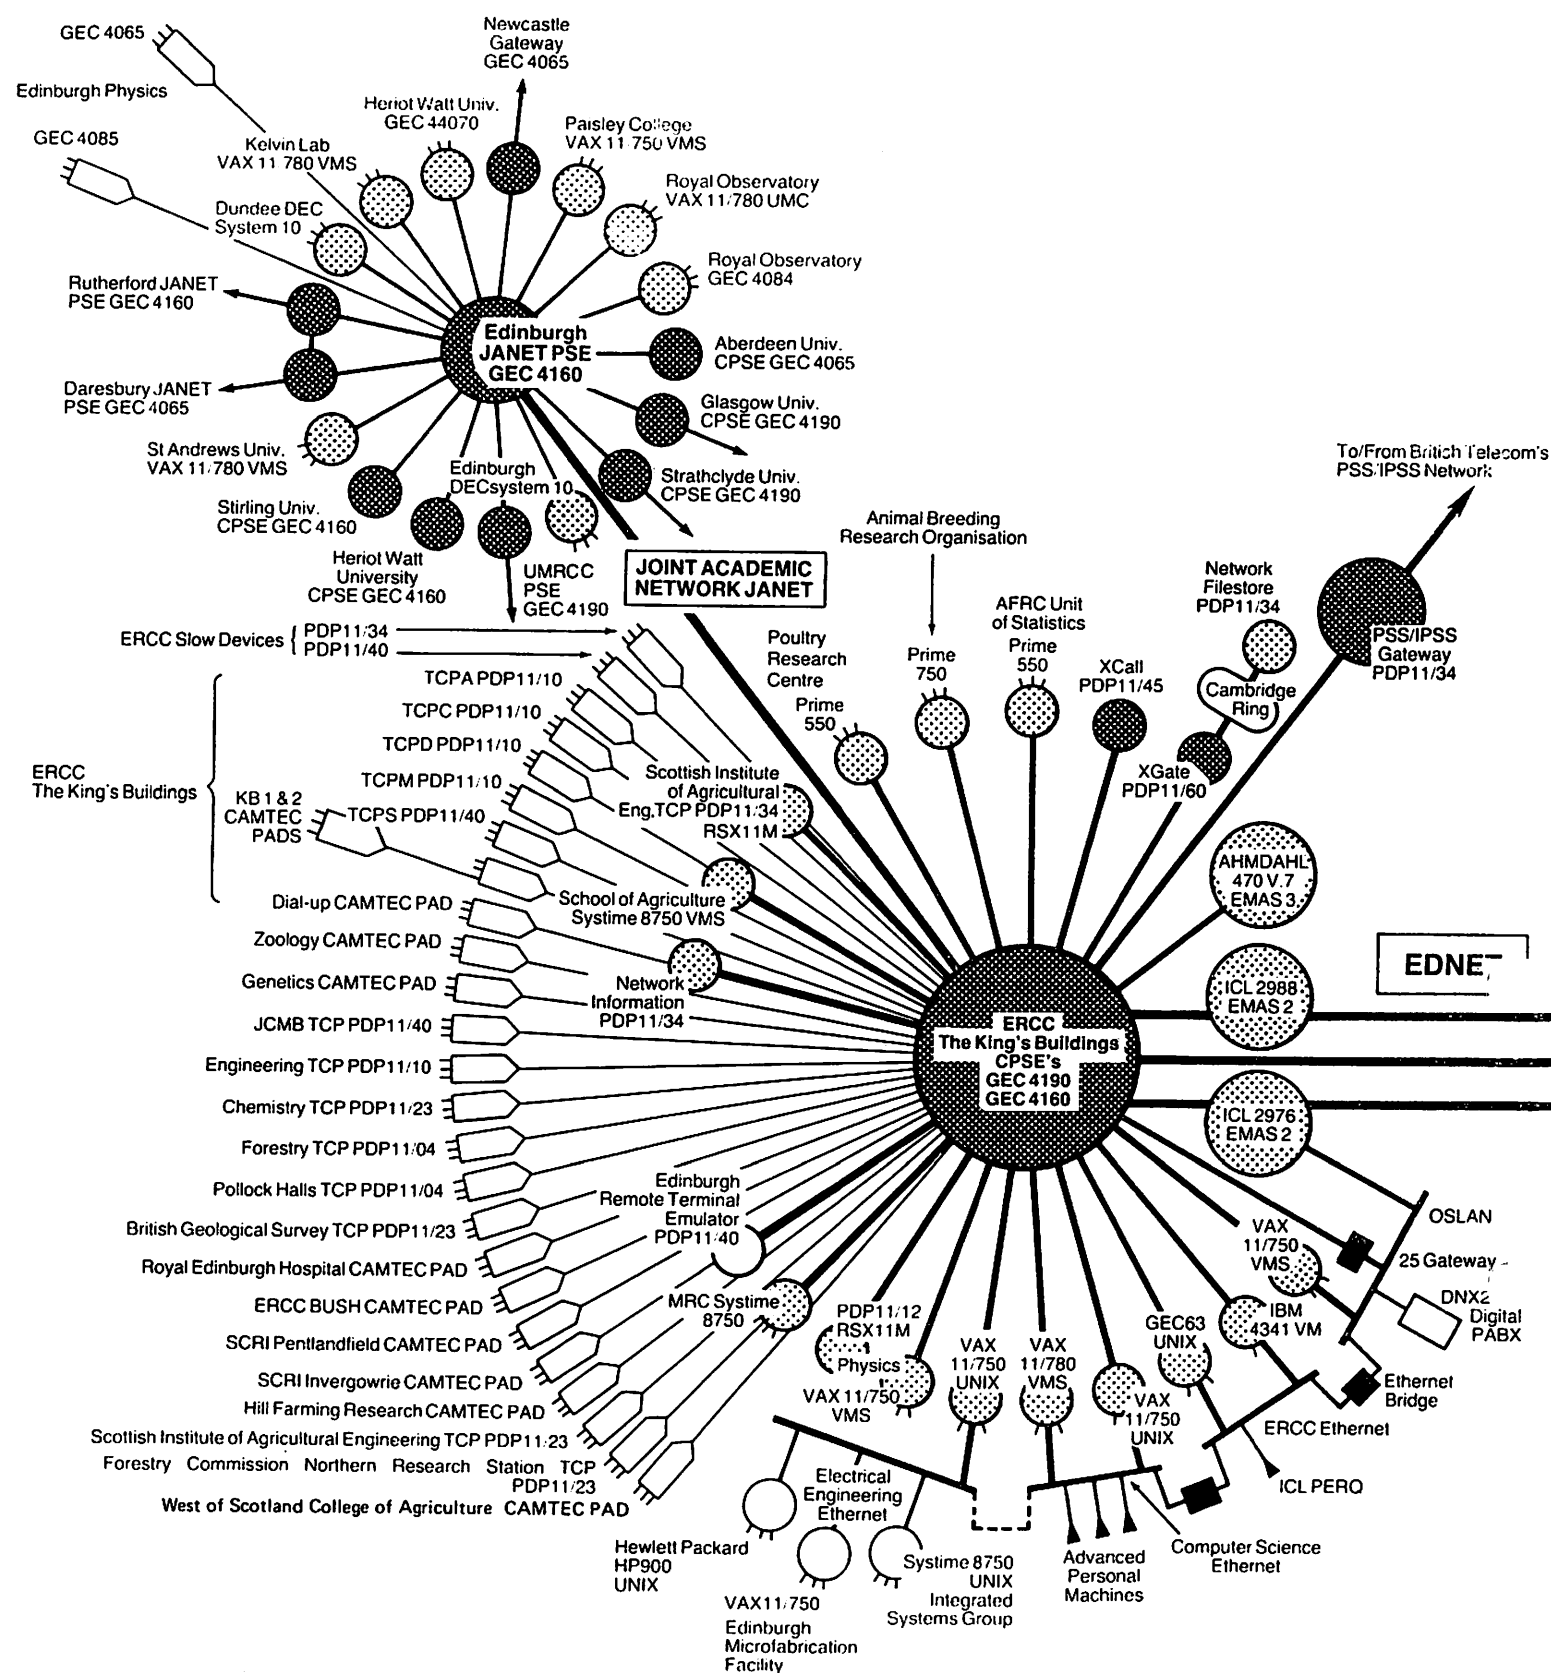 GEC 4065
Edinburgh Physics
GEC 4085
Newcastle
Gateway
GEC 4065
Heriot Watt Univ.
GEC 44070
Kelvin Lab
VAX 11 780 VMS
Paisley College
VAX 11 750 VMS
Royal Observatory
VAX 11/780 UMC
Dundee DEC
System 10
Royal Observatory
GEC 4084
Rutherford JANET
PSE GEC 4160
Edinburgh
JANET PSE
GEC 4160
Aberdeen Univ.
CPSE GEC 4065
Daresbury JANET
PSE GEC 4065
Glasgow Univ.
CPSE GEC 4190
St Andrews Univ.
VAX 11/780 VMS
Edinburgh
DECsystem 10
Strathclyde Univ.
CPSE GEC 4190
Stirling Univ.
CPSE GEC 4160
Heriot Watt
University
CPSE GEC 4160
UMRCC
PSE
GEC 4190
JOINT ACADEMIC
NETWORK JANET
To/From British Telecom's
PSS/IPSS Network
Animal Breeding
Research Organisation
Network
Filestore
PDP11/34
PSS/IPSS
Gateway
PDP11/34
AFRC Unit
of Statistics
Prime
550
Prime
750
Poultry
Research
Centre
Prime
550
XCall
PDP11/45
Cambridge
Ring
XGate
PDP11/60
ERCC Slow Devices
PDP11/34
PDP11/40
TCPA PDP11/10
TCPC PDP11/10
TCPD PDP11/10
TCPM PDP11/10
TCPS PDP11/40
ERCC
The King's Buildings
KB 1 & 2
CAMTEC
PADS
Scottish Institute
of Agricultural
Eng.TCP PDP11/34
RSX11M
School of Agriculture
Systime 8750 VMS
Network
Information
PDP11/34
Dial-up CAMTEC PAD
Zoology CAMTEC PAD
Genetics CAMTEC PAD
JCMB TCP PDP11/40
Engineering TCP PDP11/10
Chemistry TCP PDP11/23
Forestry TCP PDP11/04
Pollock Halls TCP PDP11/04
British Geological Survey TCP PDP11/23
Royal Edinburgh Hospital CAMTEC PAD
ERCC BUSH CAMTEC PAD
SCRI Pentlandfield CAMTEC PAD
SCRI Invergowrie CAMTEC PAD
Hill Farming Research CAMTEC PAD
Scottish Institute of Agricultural Engineering TCP PDP11/23
Forestry Commission Northern Research Station TCP
PDP11/23
West of Scotland College of Agriculture CAMTEC PAD
AHMDAHL
470 V.7
EMAS 3
ICL 2988
EMAS 2
EDNET
ERCC
The King's Buildings
CPSE's
GEC 4190
GEC 4160
ICL 2976
EMAS 2
Edinburgh
Remote Terminal
Emulator
PDP11/40
MRC Systime
8750
PDP11/12
RSX11M
Physics
VAX 11/750
VMS
VAX
11/750
UNIX
VAX
11/780
VMS
VAX
11/750
UNIX
GEC63
UNIX
IBM
4341 VM
VAX
11/750
VMS
OSLAN
25 Gateway
DNX2
Digital
PABX
Ethernet
Bridge
ERCC Ethernet
ICL PERQ
Computer Science
Ethernet
Advanced
Personal
Machines
Electrical
Engineering
Ethernet
Hewlett Packard
HP900
UNIX
VAX11/750
Edinburgh
Microfabrication
Facility
Systime 8750
UNIX
Integrated
Systems Group